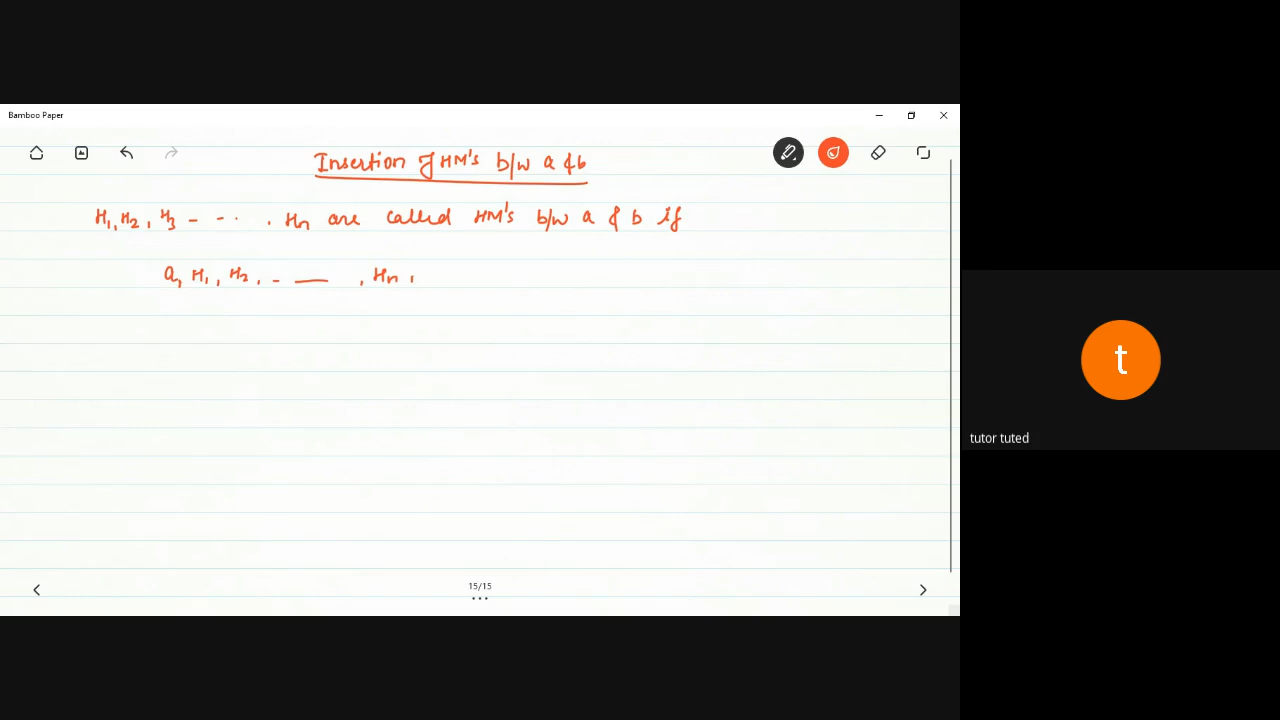 Bamboo Paper
Insertion of HM's b/w a & b
H1, H2, H3 - - - . . Hn are called HM's b/w a & b if
a, H1, H2, - — , Hn,
15/15
t
tutor tuted